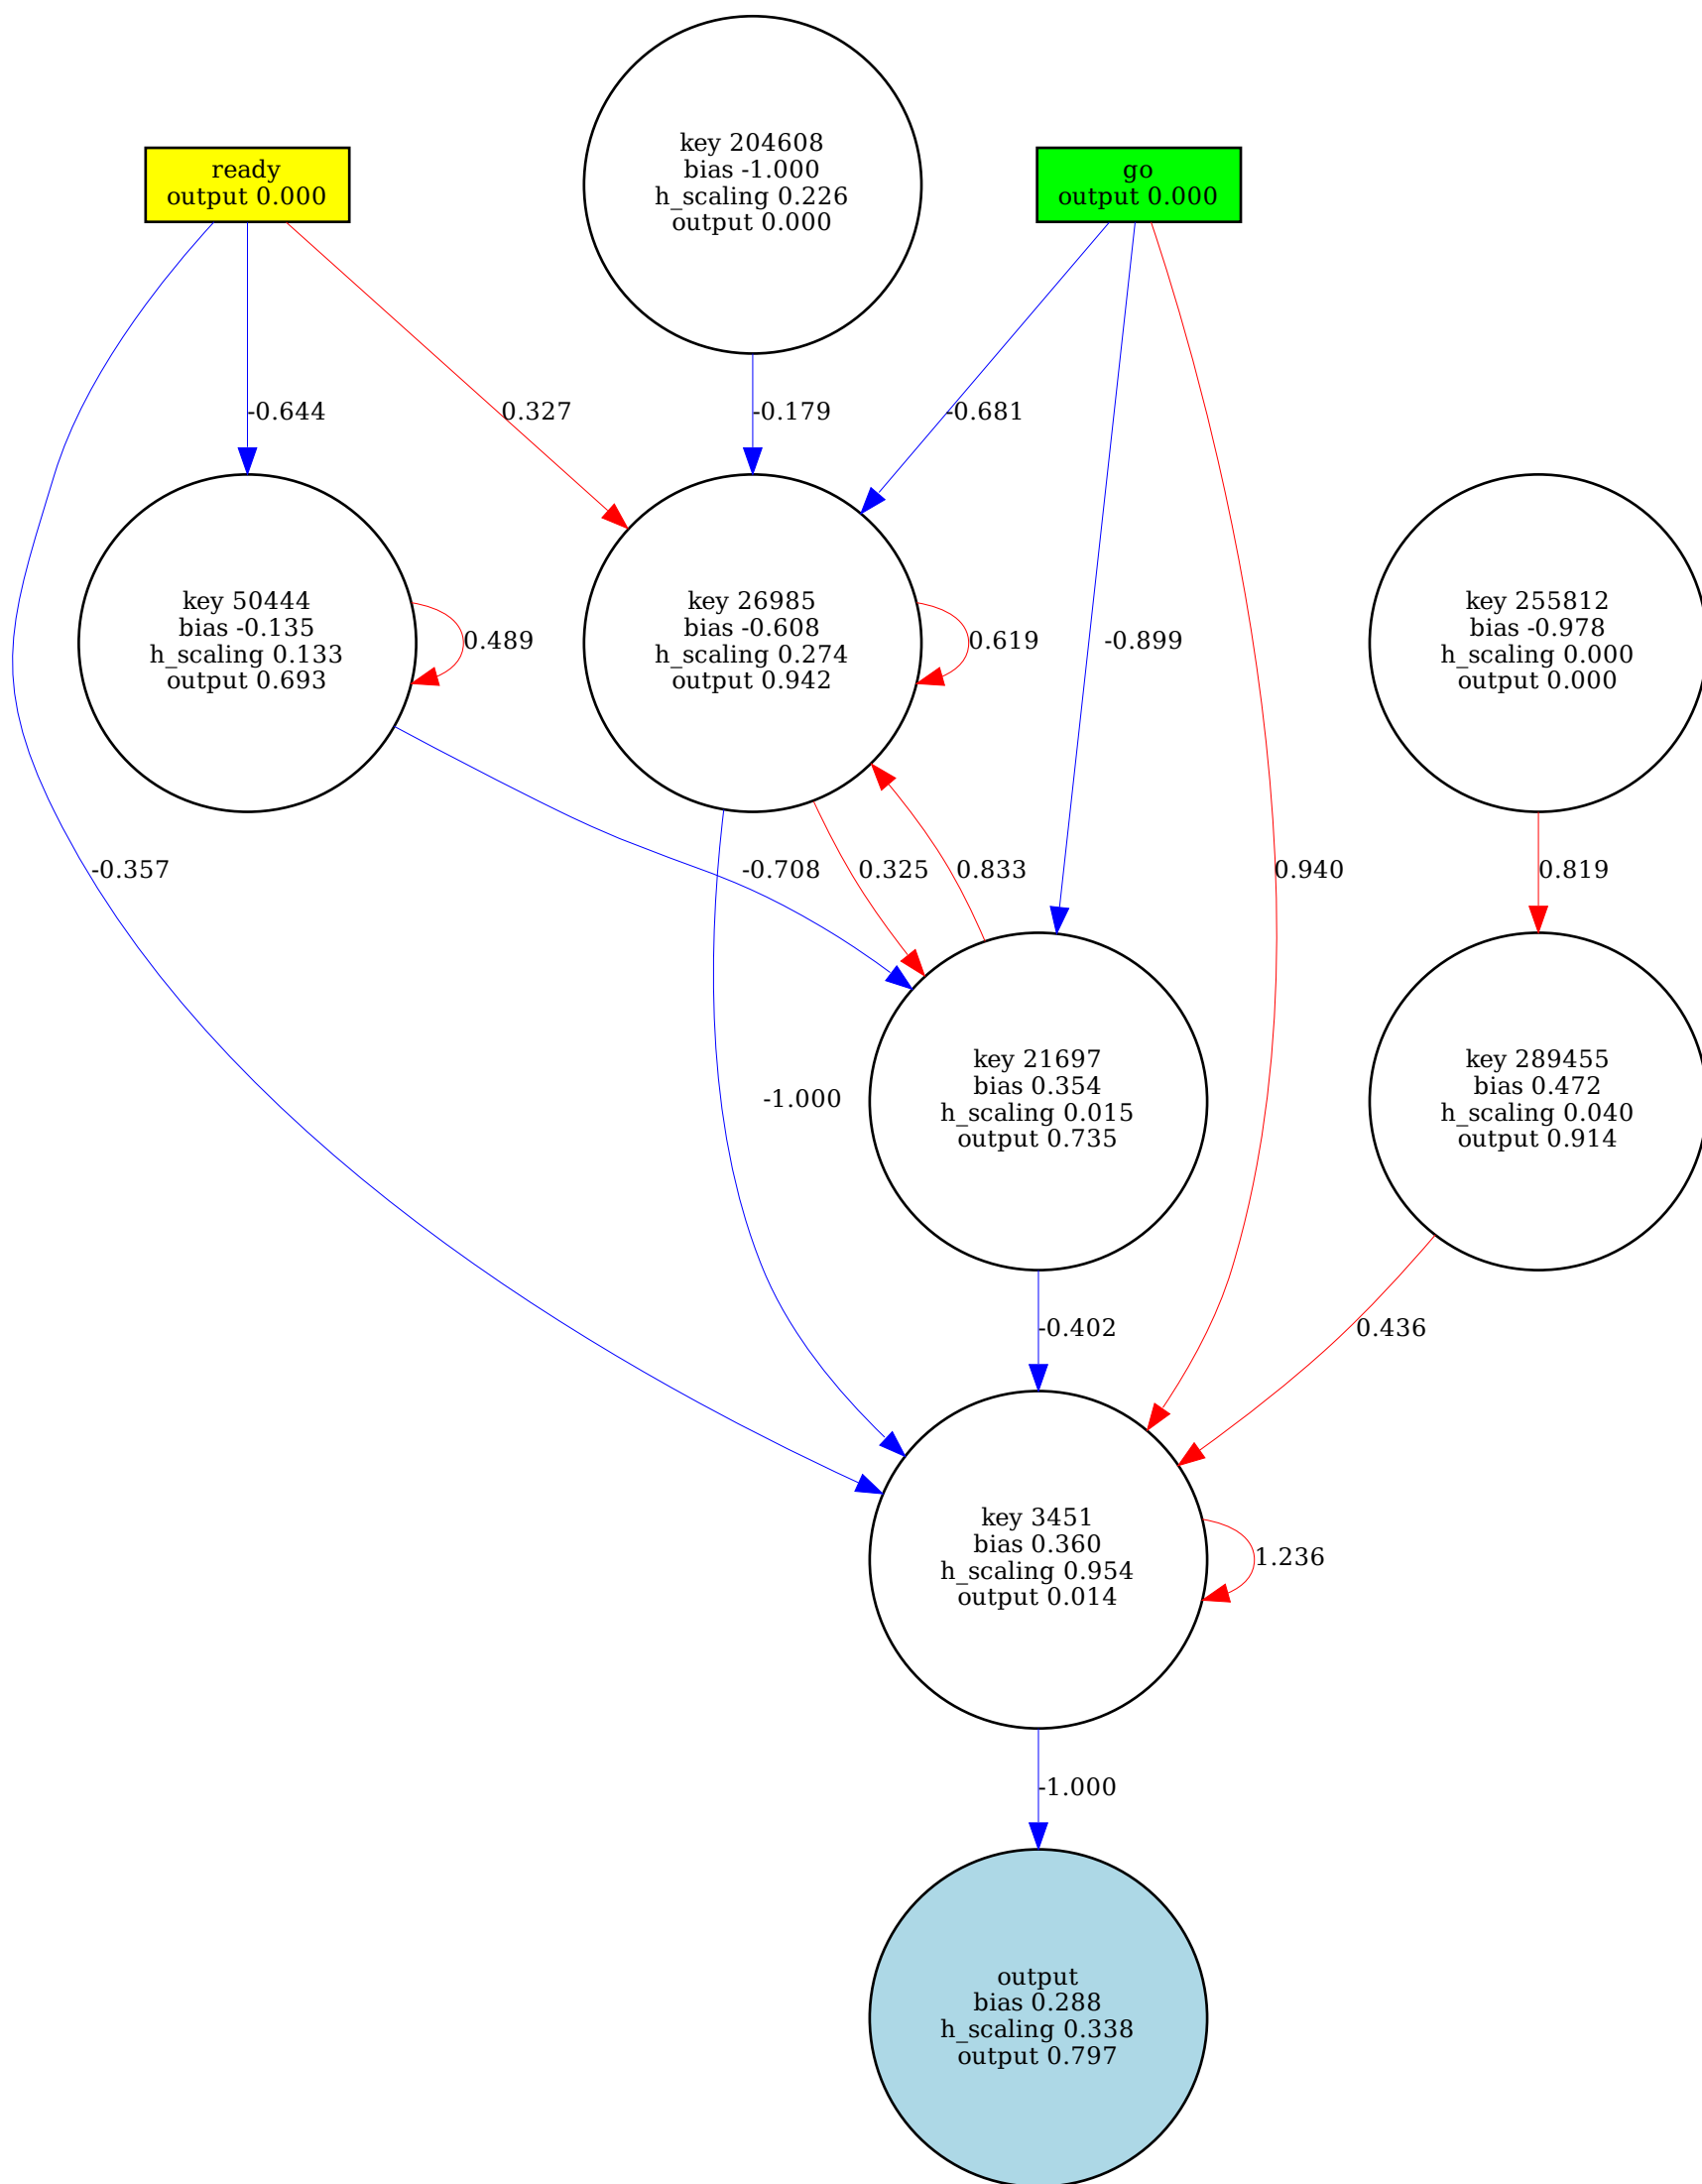 key 204608
bias -1.000
h_scaling 0.226
output 0.000
ready
output 0.000
go
output 0.000
-0.644
0.327
-0.179
-0.681
key 50444
bias -0.135
h_scaling 0.133
output 0.693
0.489
key 26985
bias -0.608
h_scaling 0.274
output 0.942
0.619
-0.899
key 255812
bias -0.978
h_scaling 0.000
output 0.000
-0.357
-0.708
0.325
0.833
0.940
0.819
-1.000
key 21697
bias 0.354
h_scaling 0.015
output 0.735
key 289455
bias 0.472
h_scaling 0.040
output 0.914
-0.402
0.436
key 3451
bias 0.360
h_scaling 0.954
output 0.014
1.236
-1.000
output
bias 0.288
h_scaling 0.338
output 0.797